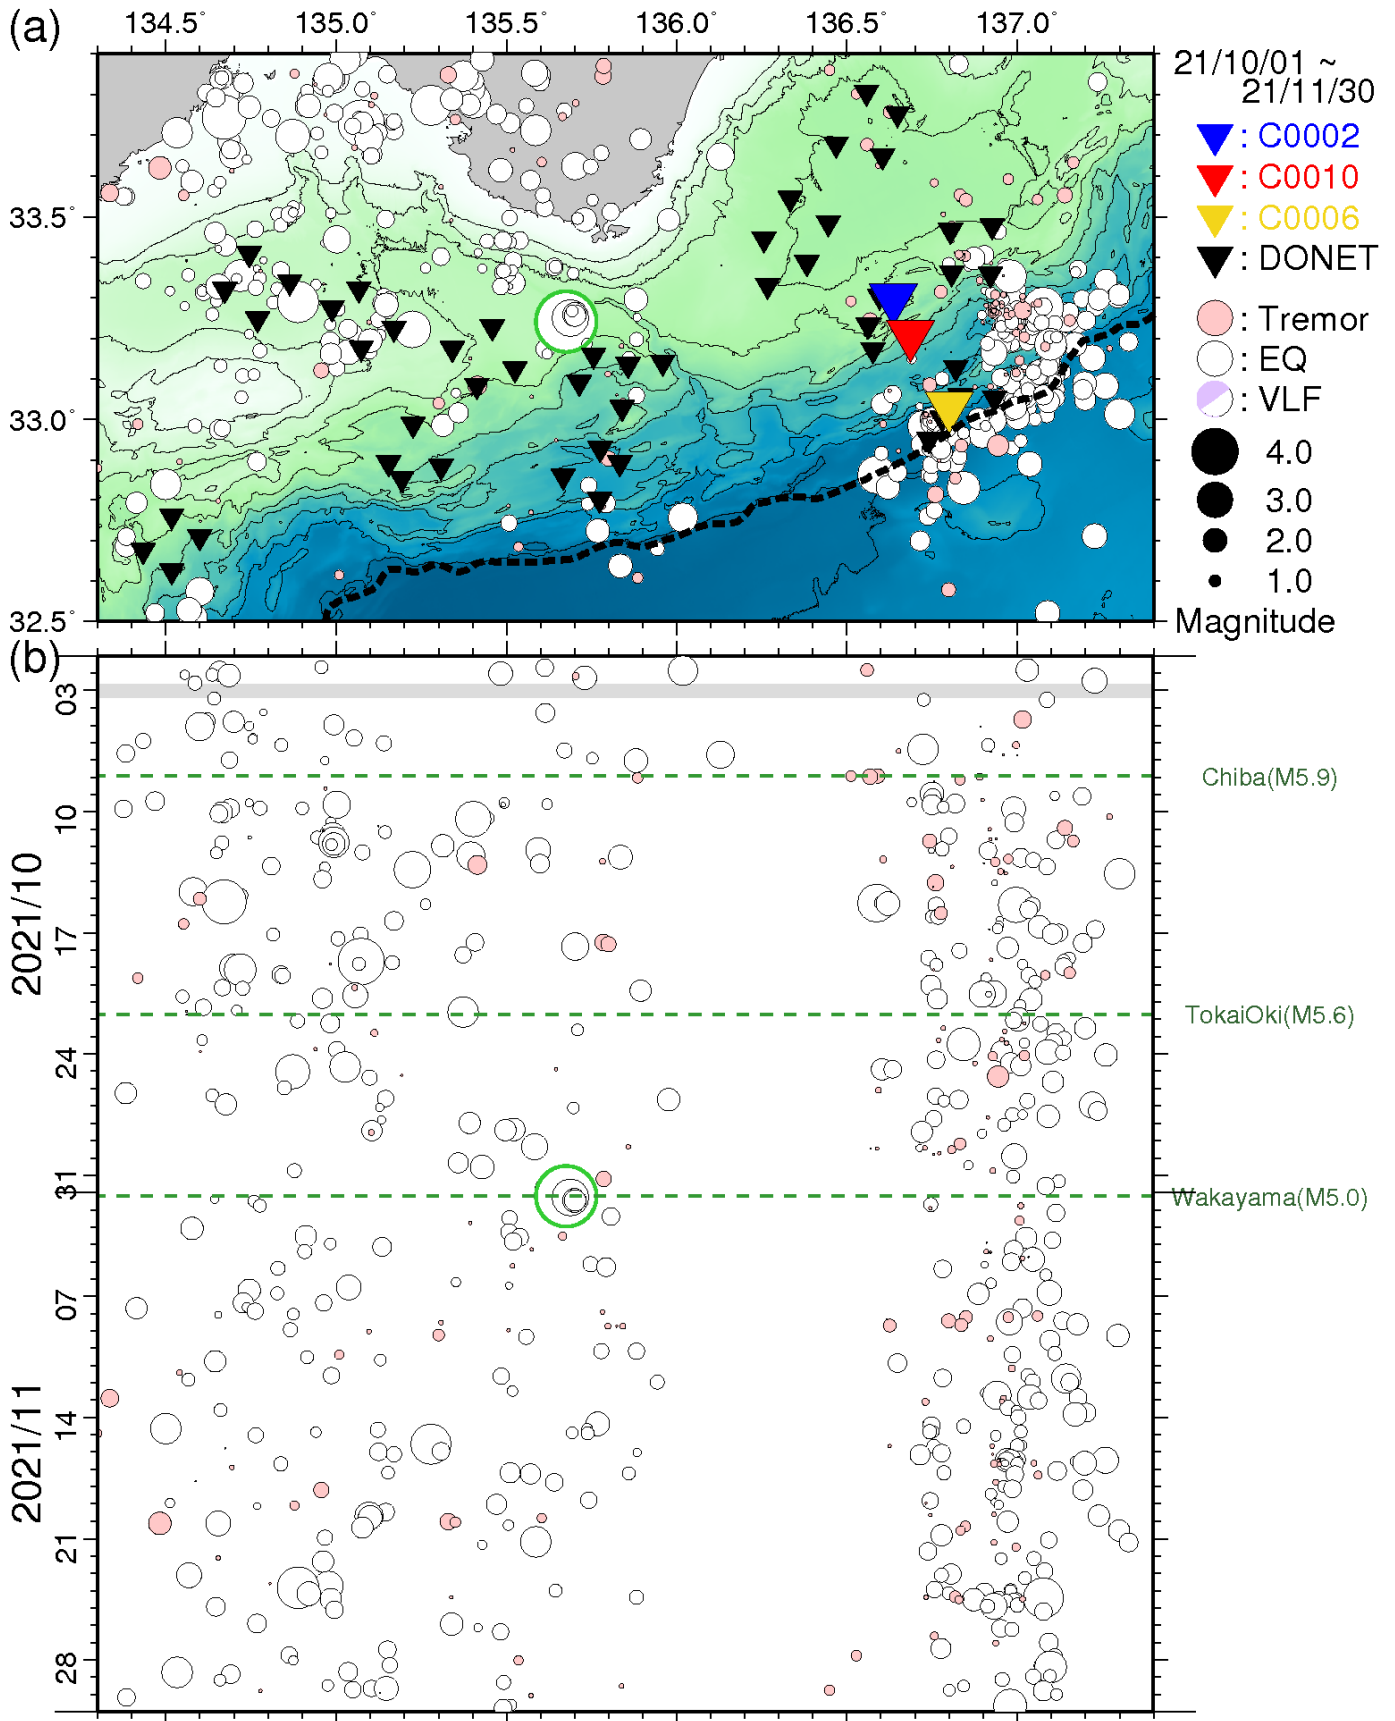 (a)
134.5° 135.0° 135.5° 136.0° 136.5° 137.0°
33.5°
33.0°
32.5°
21/10/01 ~
21/11/30
: C0002
: C0010
: C0006
: DONET
: Tremor
: EQ
: VLF
4.0
3.0
2.0
1.0
Magnitude
(b)
03
10
17
24
31
07
14
21
28
2021/10
2021/11
Chiba(M5.9)
TokaiOki(M5.6)
Wakayama(M5.0)